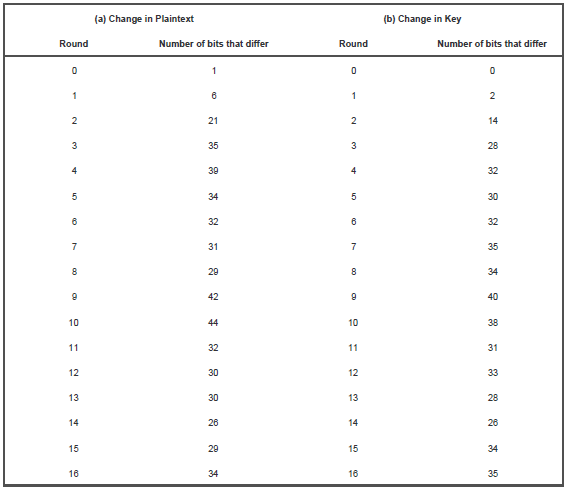 (a) Change in Plaintext (b) Change in Key
Round Number of bits that differ Round Number of bits that differ
0 1 0 0
1 6 1 2
2 21 2 14
3 35 3 28
4 39 4 32
5 34 5 30
6 32 6 32
7 31 7 35
8 29 8 34
9 42 9 40
10 44 10 38
11 32 11 31
12 30 12 33
13 30 13 28
14 26 14 26
15 29 15 34
16 34 16 35